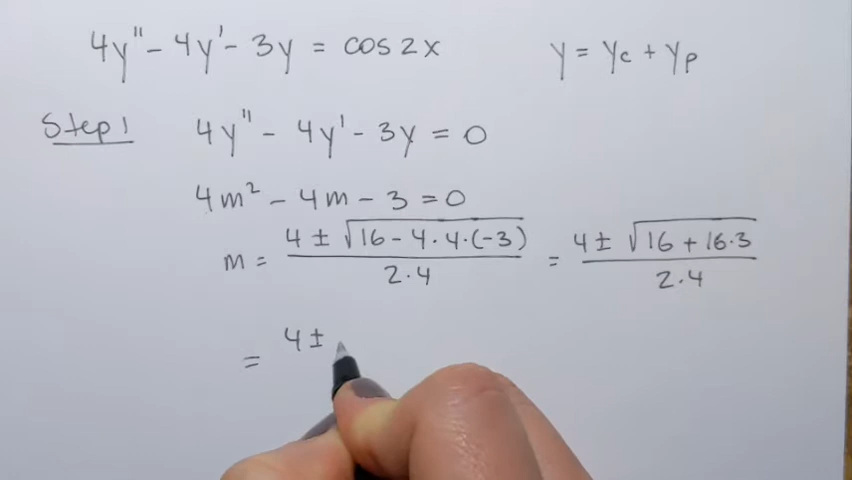 4y'' - 4y' - 3y = cos 2x    y = yc + yp
Step 1    4y'' - 4y' - 3y = 0
4m² - 4m - 3 = 0
m = (4 ± √(16 - 4·4·(-3))) / (2·4) = (4 ± √(16 + 16·3)) / (2·4)
= 4 ±